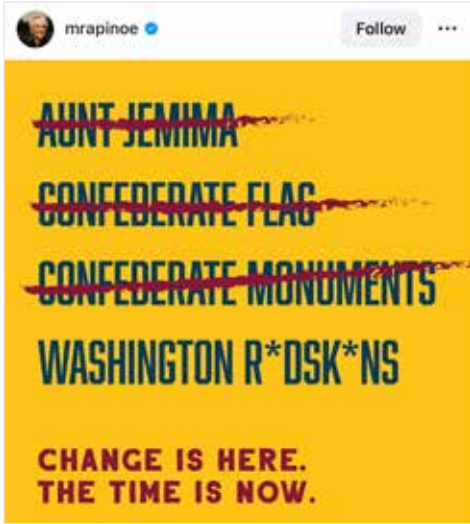 mrapinoe
Follow
AUNT JEMIMA
CONFEDERATE FLAG
CONFEDERATE MONUMENTS
WASHINGTON R*DSK*NS
CHANGE IS HERE.
THE TIME IS NOW.